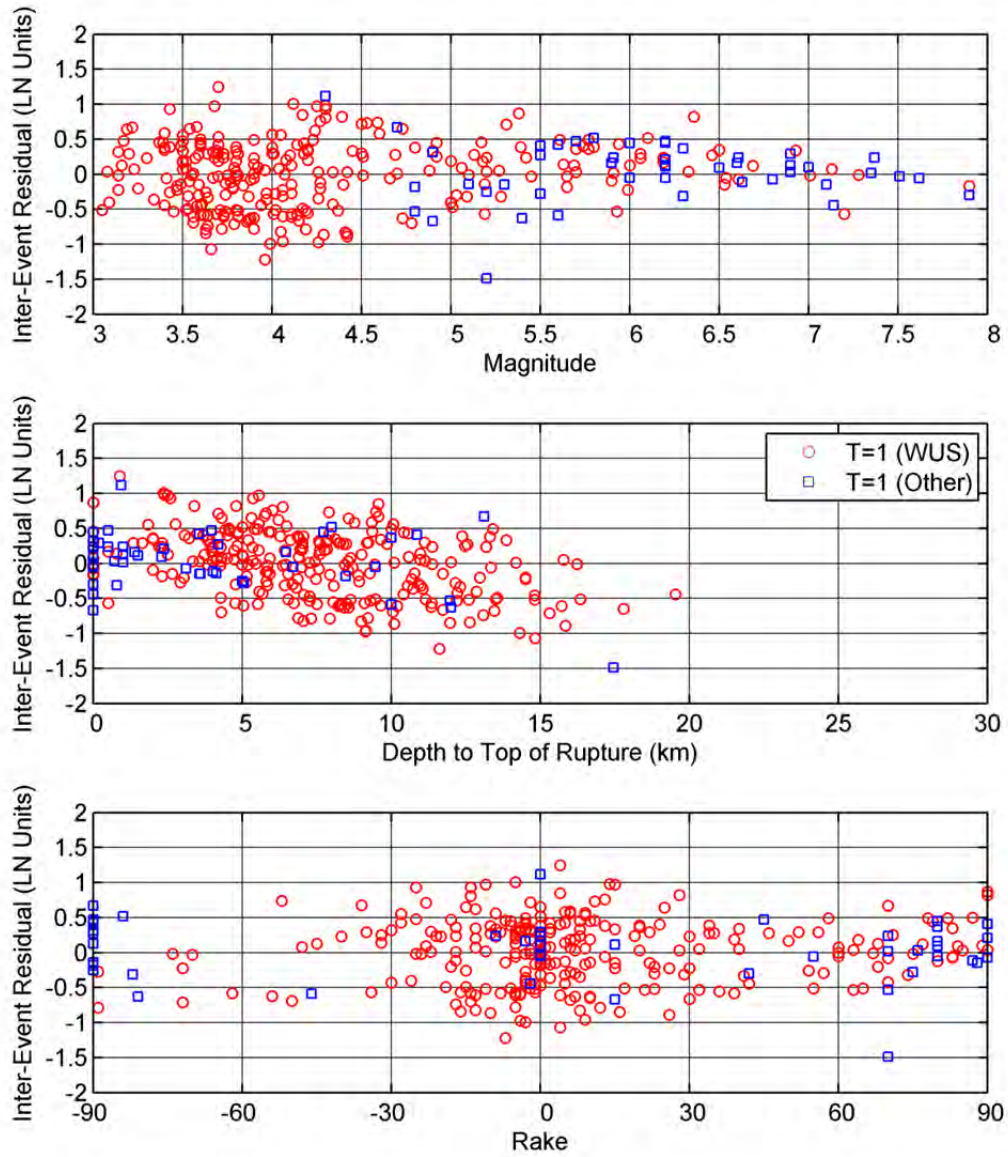 Inter-Event Residual (LN Units)
2
1.5
1
0.5
0
-0.5
-1
-1.5
-2
3 3.5 4 4.5 5 5.5 6 6.5 7 7.5 8
Magnitude
Inter-Event Residual (LN Units)
2
1.5
1
0.5
0
-0.5
-1
-1.5
-2
T=1 (WUS)
T=1 (Other)
0 5 10 15 20 25 30
Depth to Top of Rupture (km)
Inter-Event Residual (LN Units)
2
1.5
1
0.5
0
-0.5
-1
-1.5
-2
-90 -60 -30 0 30 60 90
Rake